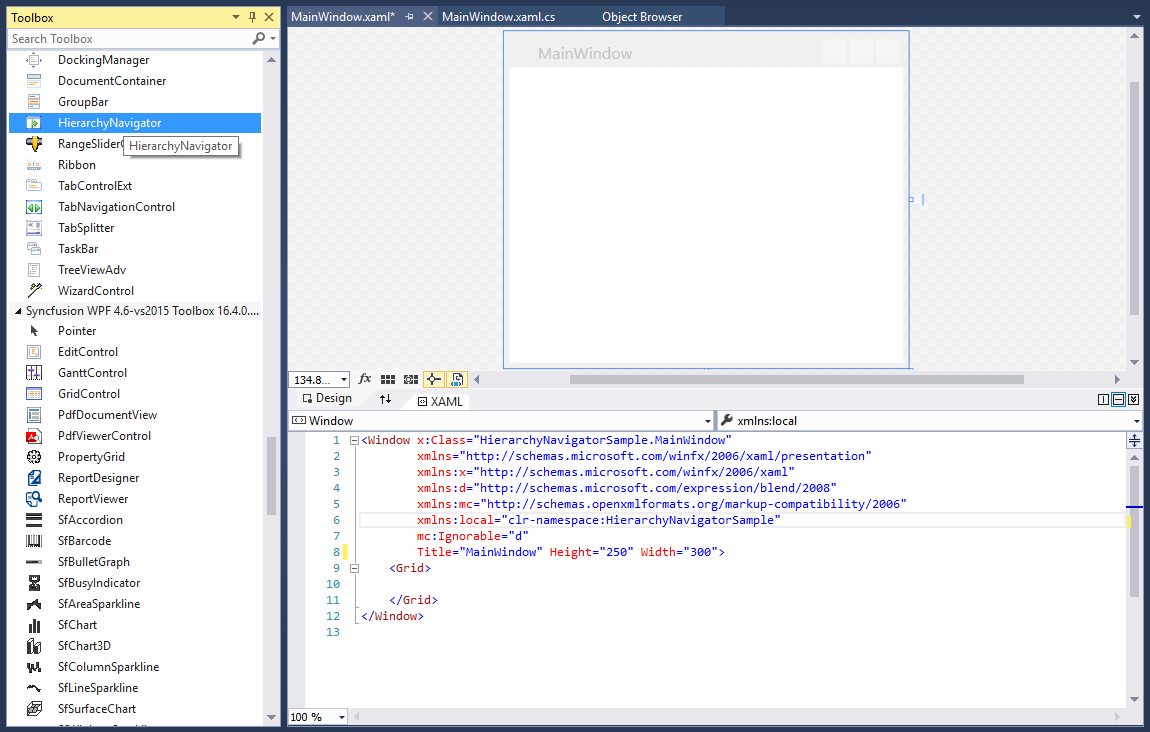 Toolbox
Search Toolbox
DockingManager
DocumentContainer
GroupBar
HierarchyNavigator
RangeSlider
HierarchyNavigator
Ribbon
TabControlExt
TabNavigationControl
TabSplitter
TaskBar
TreeViewAdv
WizardControl
Syncfusion WPF 4.6-vs2015 Toolbox 16.4.0....
Pointer
EditControl
GanttControl
GridControl
PdfDocumentView
PdfViewerControl
PropertyGrid
ReportDesigner
ReportViewer
SfAccordion
SfBarcode
SfBulletGraph
SfBusyIndicator
SfAreaSparkline
SfChart
SfChart3D
SfColumnSparkline
SfLineSparkline
SfSurfaceChart
MainWindow.xaml* MainWindow.xaml.cs Object Browser
MainWindow
134.8... fx
Design XAML
Window xmlns:local
1 <Window x:Class="HierarchyNavigatorSample.MainWindow"
2 xmlns="http://schemas.microsoft.com/winfx/2006/xaml/presentation"
3 xmlns:x="http://schemas.microsoft.com/winfx/2006/xaml"
4 xmlns:d="http://schemas.microsoft.com/expression/blend/2008"
5 xmlns:mc="http://schemas.openxmlformats.org/markup-compatibility/2006"
6 xmlns:local="clr-namespace:HierarchyNavigatorSample"
7 mc:Ignorable="d"
8 Title="MainWindow" Height="250" Width="300">
9 <Grid>
10
11 </Grid>
12 </Window>
13
100 %